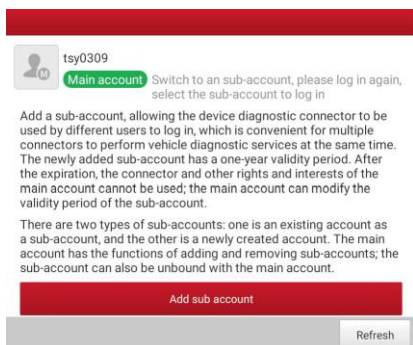 tsy0309
Main account Switch to an sub-account, please log in again,
select the sub-account to log in
Add a sub-account, allowing the device diagnostic connector to be
used by different users to log in, which is convenient for multiple
connectors to perform vehicle diagnostic services at the same time.
The newly added sub-account has a one-year validity period. After
the expiration, the connector and other rights and interests of the
main account cannot be used; the main account can modify the
validity period of the sub-account.
There are two types of sub-accounts: one is an existing account as
a sub-account, and the other is a newly created account. The main
account has the functions of adding and removing sub-accounts; the
sub-account can also be unbound with the main account.
Add sub account
Refresh